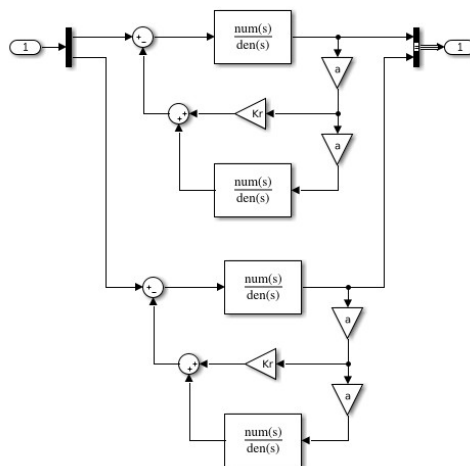 1
+
−
num(s)
den(s)
a
1
+
+
Kr
a
num(s)
den(s)
+
−
num(s)
den(s)
a
+
+
Kr
a
num(s)
den(s)